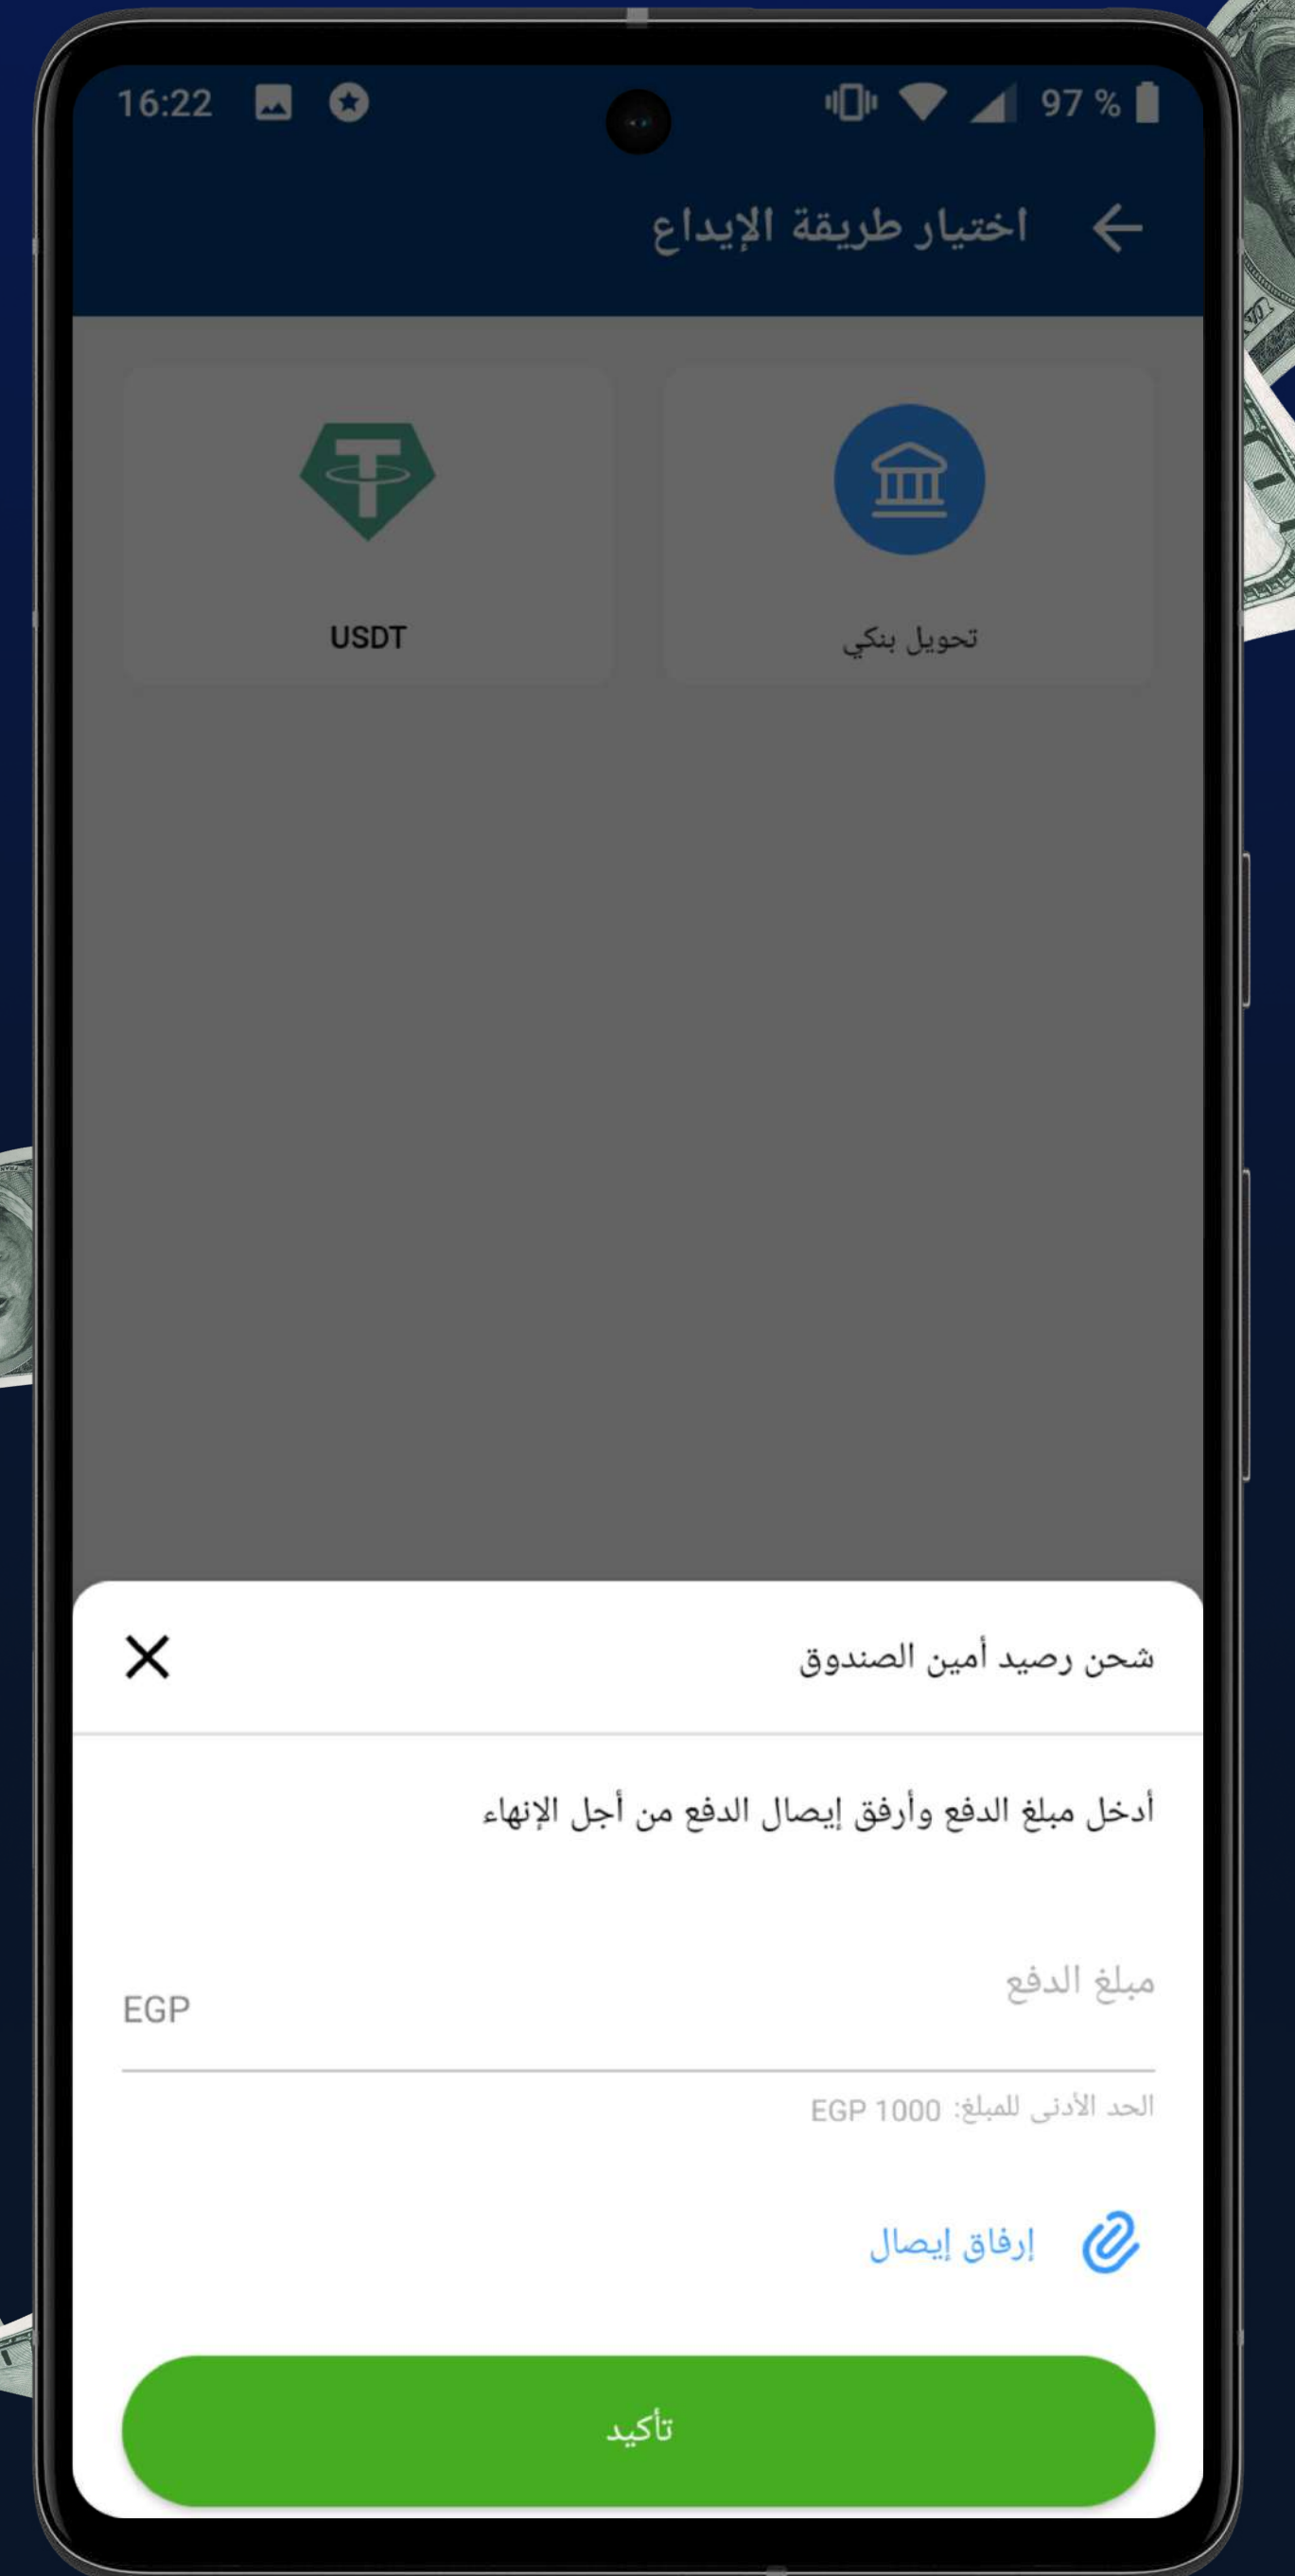 16:22
97 %
اختيار طريقة الإيداع
تحويل بنكي
USDT
شحن رصيد أمين الصندوق
أدخل مبلغ الدفع وأرفق إيصال الدفع من أجل الإنهاء
مبلغ الدفع
EGP
الحد الأدنى للمبلغ: 1000 EGP
إرفاق إيصال
تأكيد